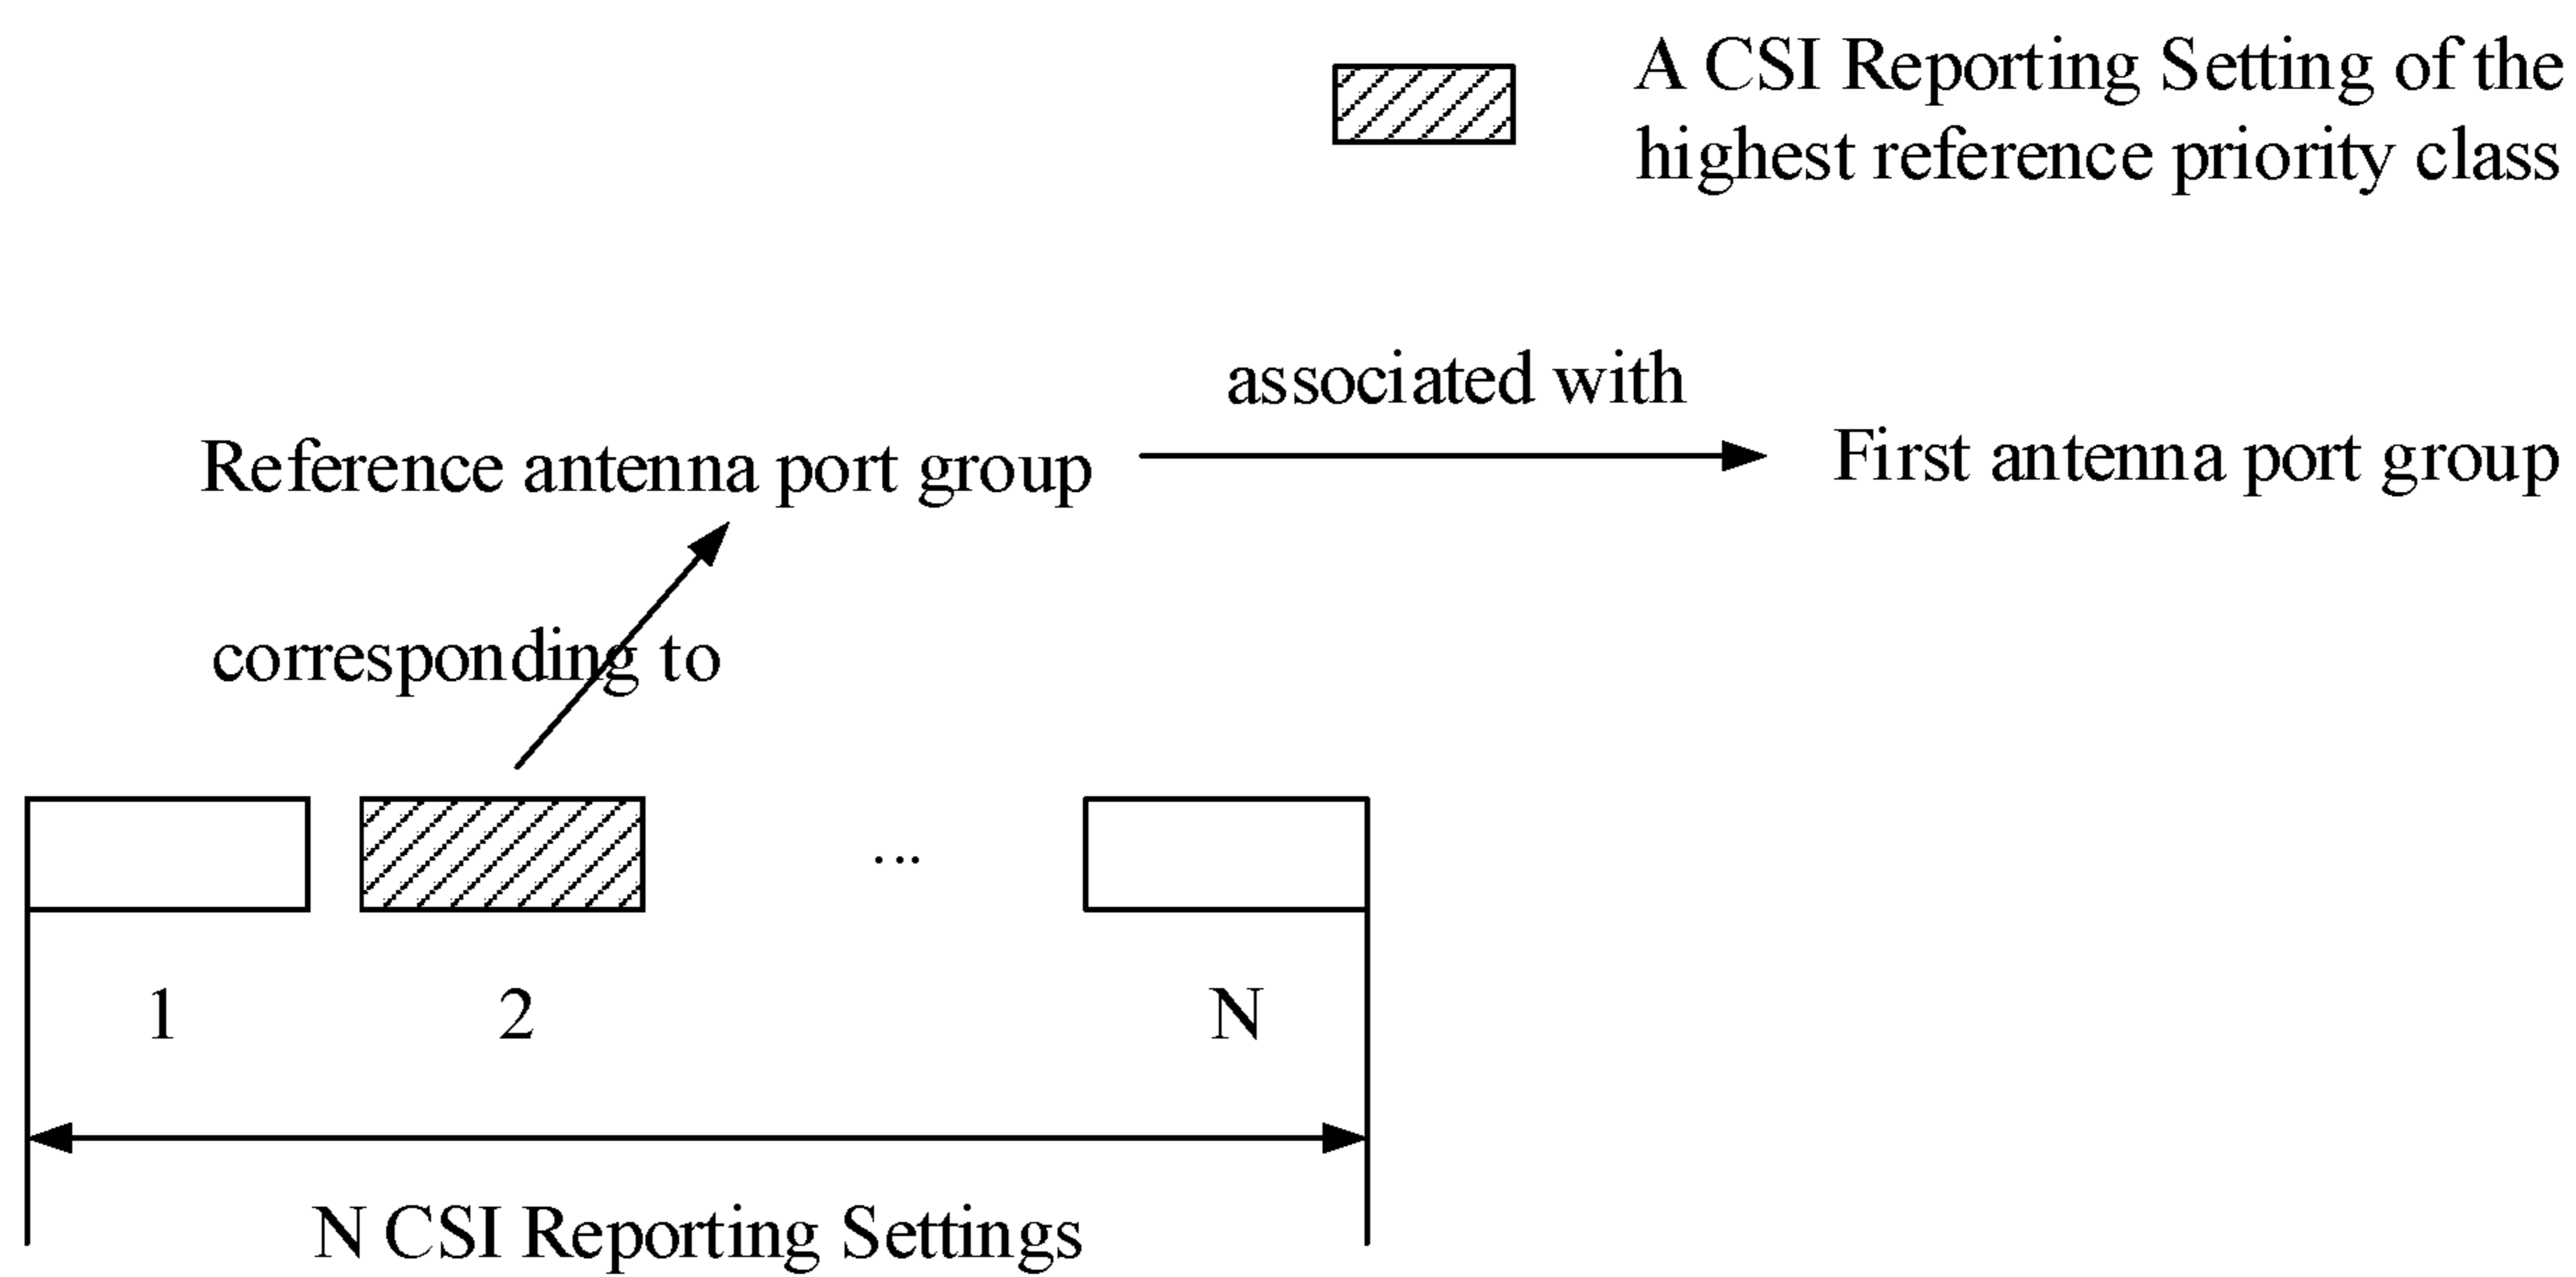 A CSI Reporting Setting of the
highest reference priority class
associated with
Reference antenna port group
First antenna port group
corresponding to
...
1
2
N
N CSI Reporting Settings